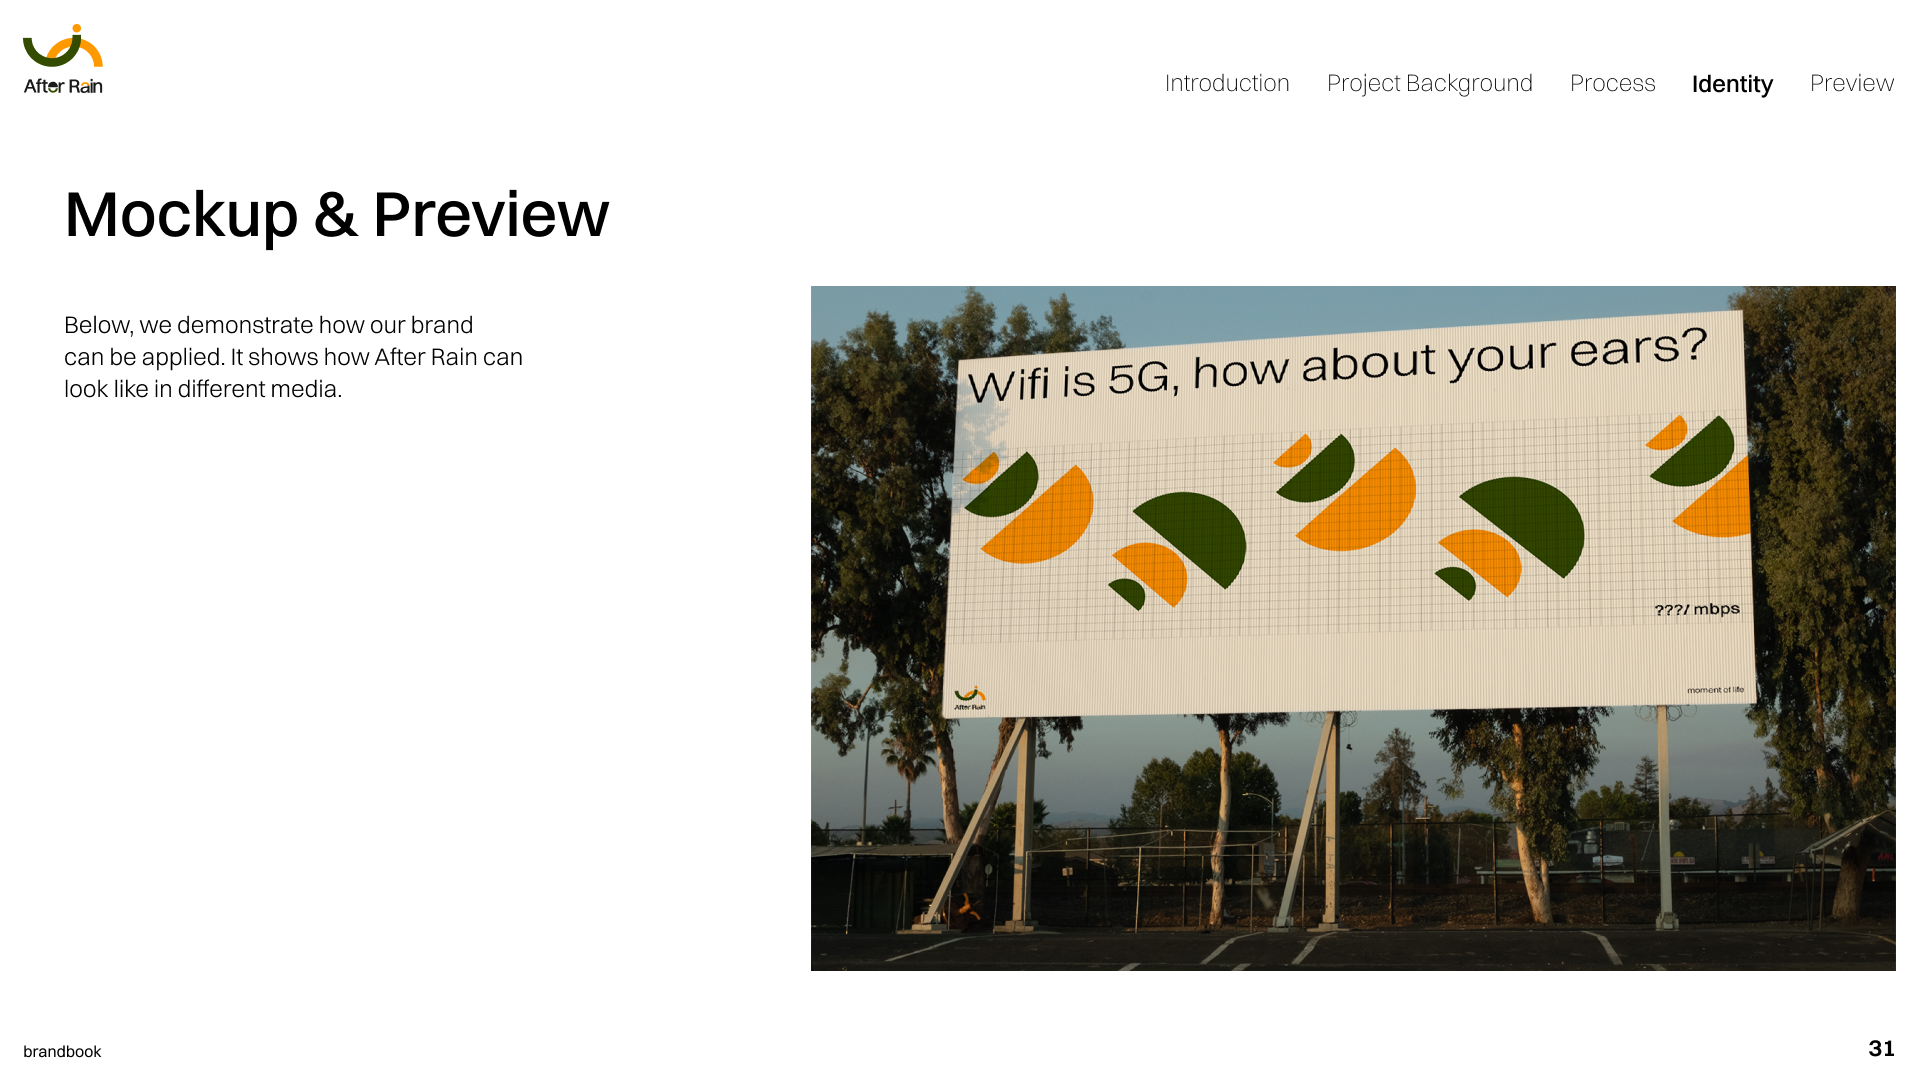 After Rain
Introduction
Project Background
Process
Identity
Preview
Mockup & Preview
Below, we demonstrate how our brand
can be applied. It shows how After Rain can
look like in different media.
Wifi is 5G, how about your ears?
???/ mbps
After Rain
moment of life
brandbook
31